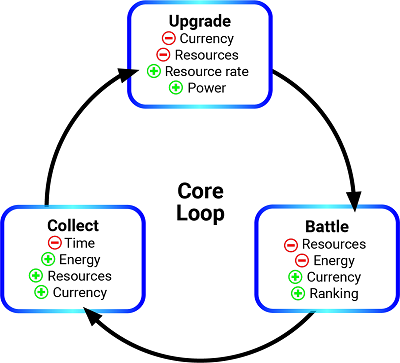 Upgrade
⊖ Currency
⊖ Resources
⊕ Resource rate
⊕ Power
Core
Loop
Collect
⊖ Time
⊕ Energy
⊕ Resources
⊕ Currency
Battle
⊖ Resources
⊖ Energy
⊕ Currency
⊕ Ranking